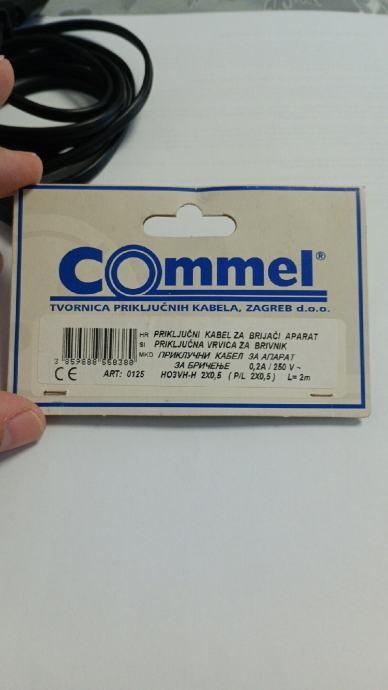 Commel®
TVORNICA PRIKLJUČNIH KABELA, ZAGREB d.o.o.
HR PRIKLJUČNI KABEL ZA BRIJAĆI APARAT
SI PRIKLJUČNA VRVICA ZA BRIVNIK
MKD ПРИКЛУЧНИ КАБЕЛ ЗА АПАРАТ
ЗА БРИЧЕЊЕ 0,2A / 250 V ~
CE ART: 0125 HO3VH-H 2X0,5 ( P/L 2X0,5 ) L= 2m